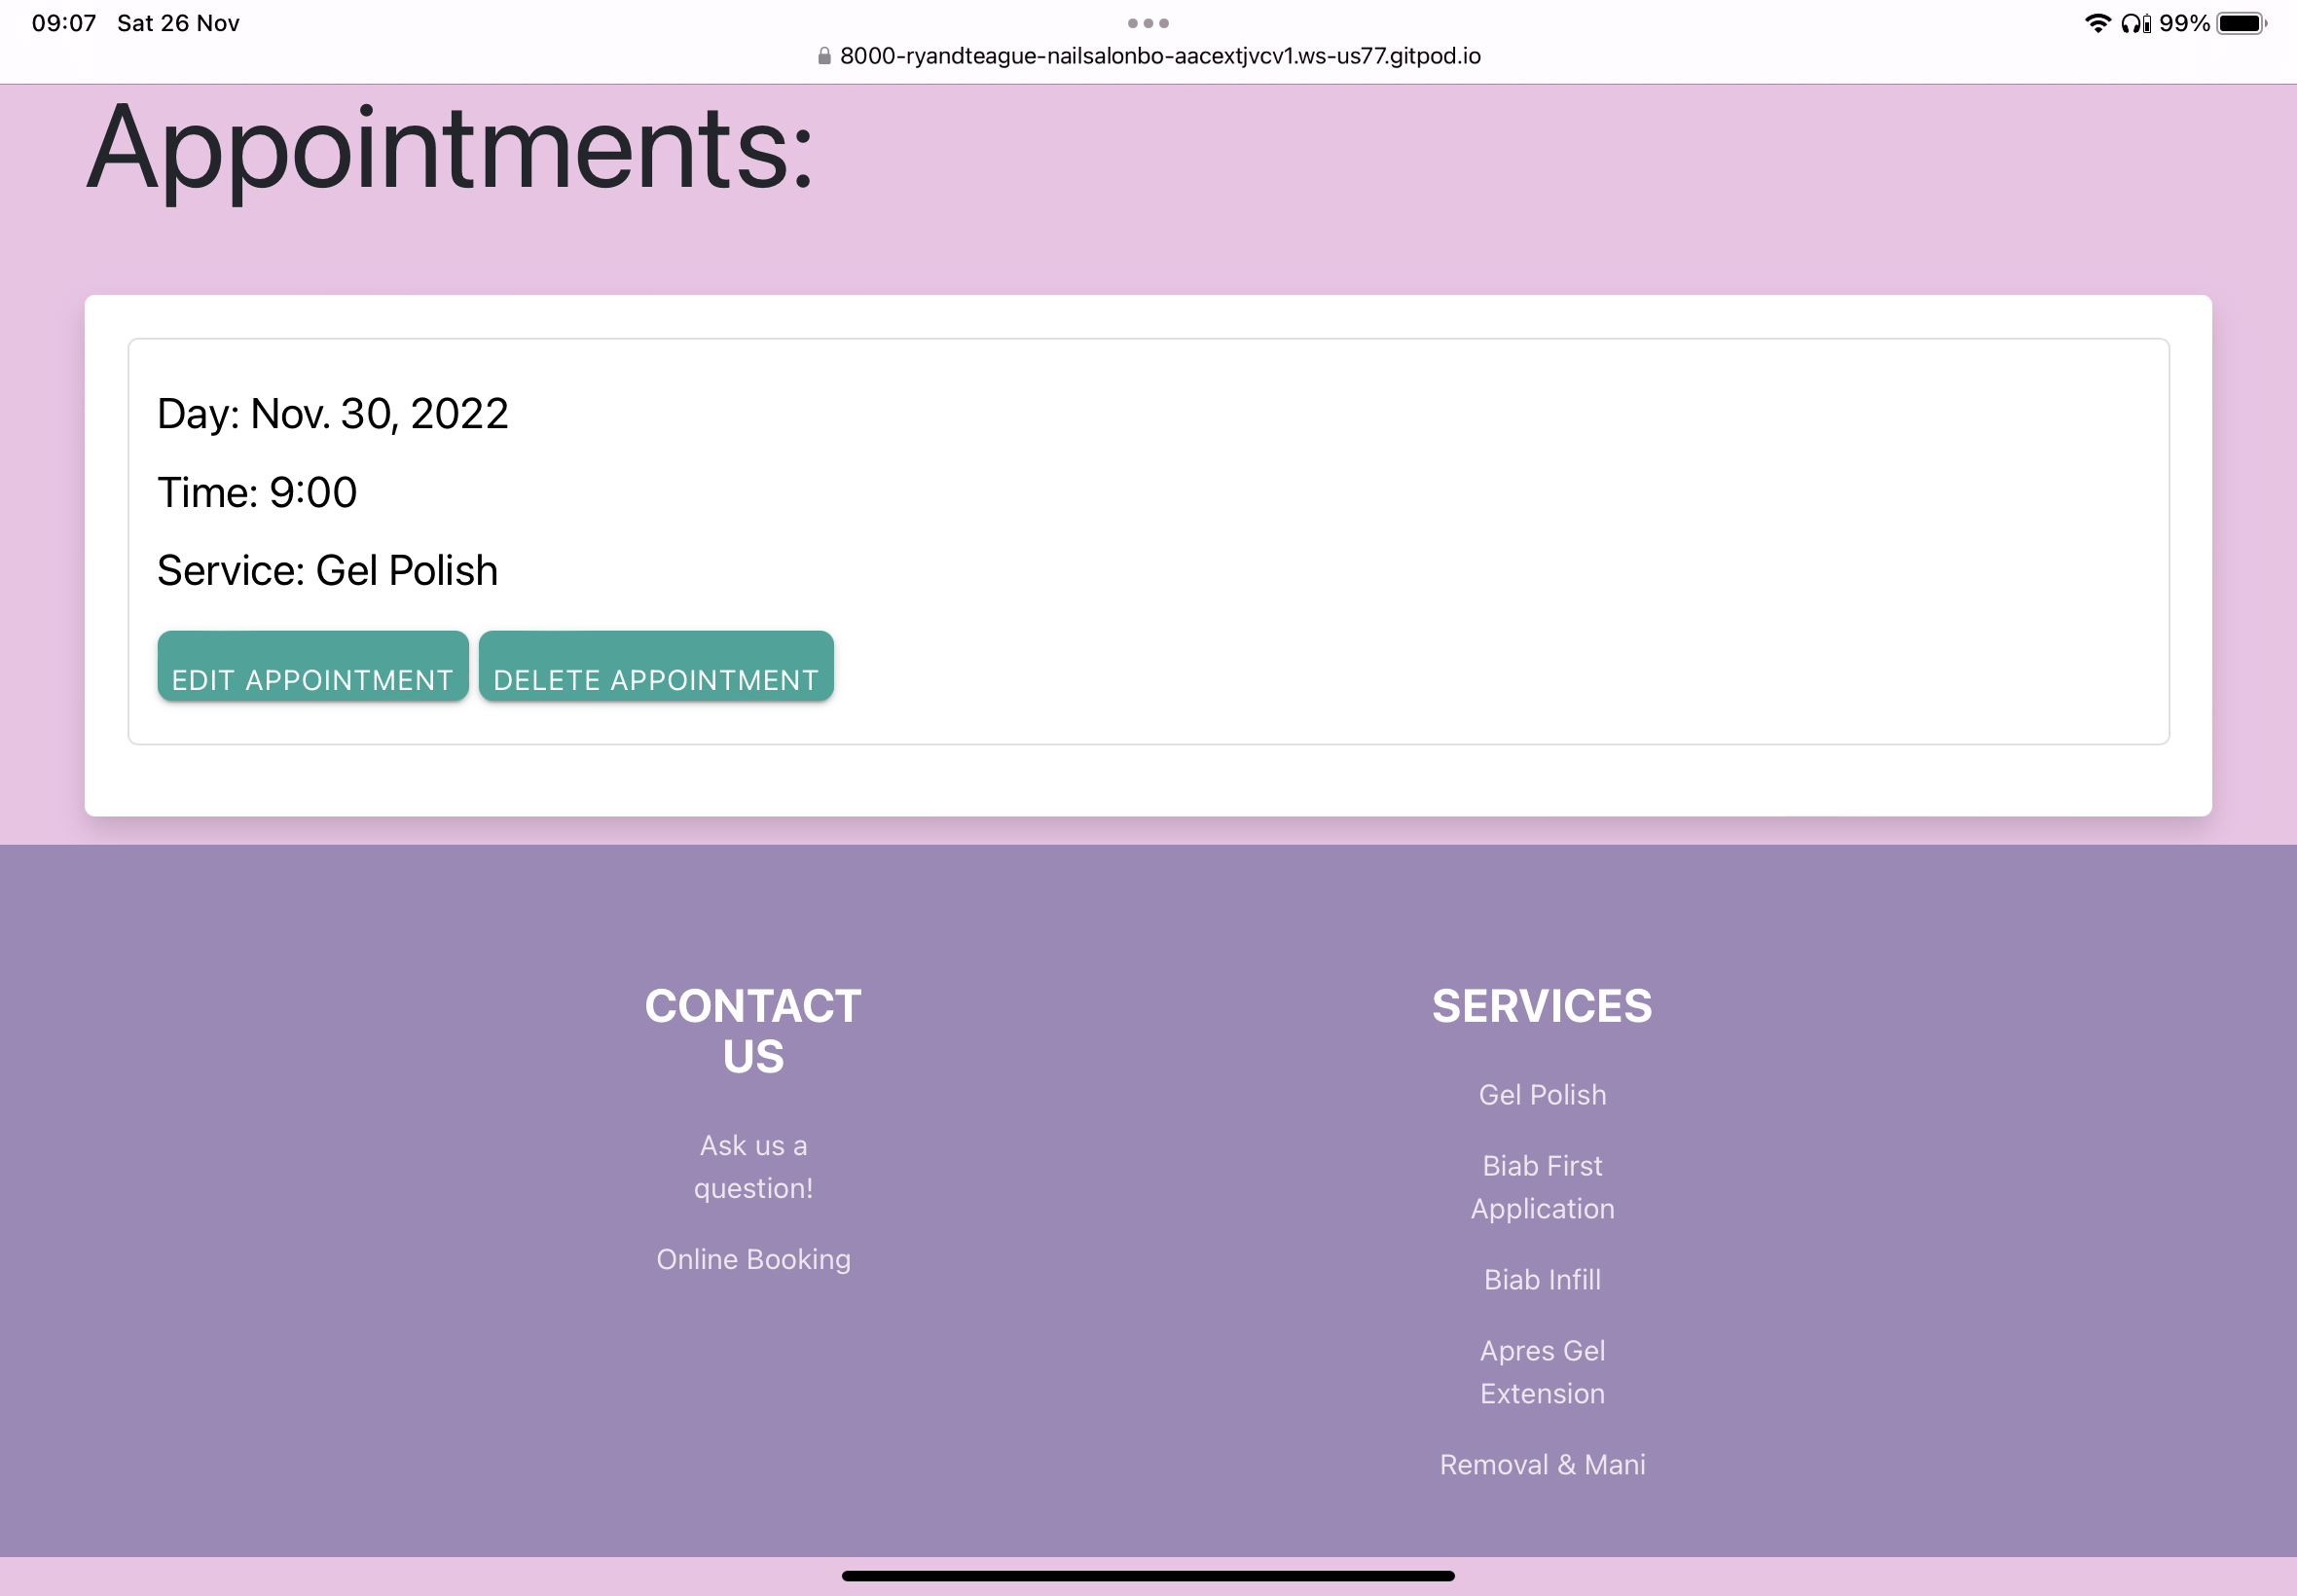 09:07 Sat 26 Nov
99%
8000-ryandteague-nailsalonbo-aacextjvcv1.ws-us77.gitpod.io
Appointments:
Day: Nov. 30, 2022
Time: 9:00
Service: Gel Polish
EDIT APPOINTMENT
DELETE APPOINTMENT
CONTACT
US
Ask us a
question!
Online Booking
SERVICES
Gel Polish
Biab First
Application
Biab Infill
Apres Gel
Extension
Removal & Mani